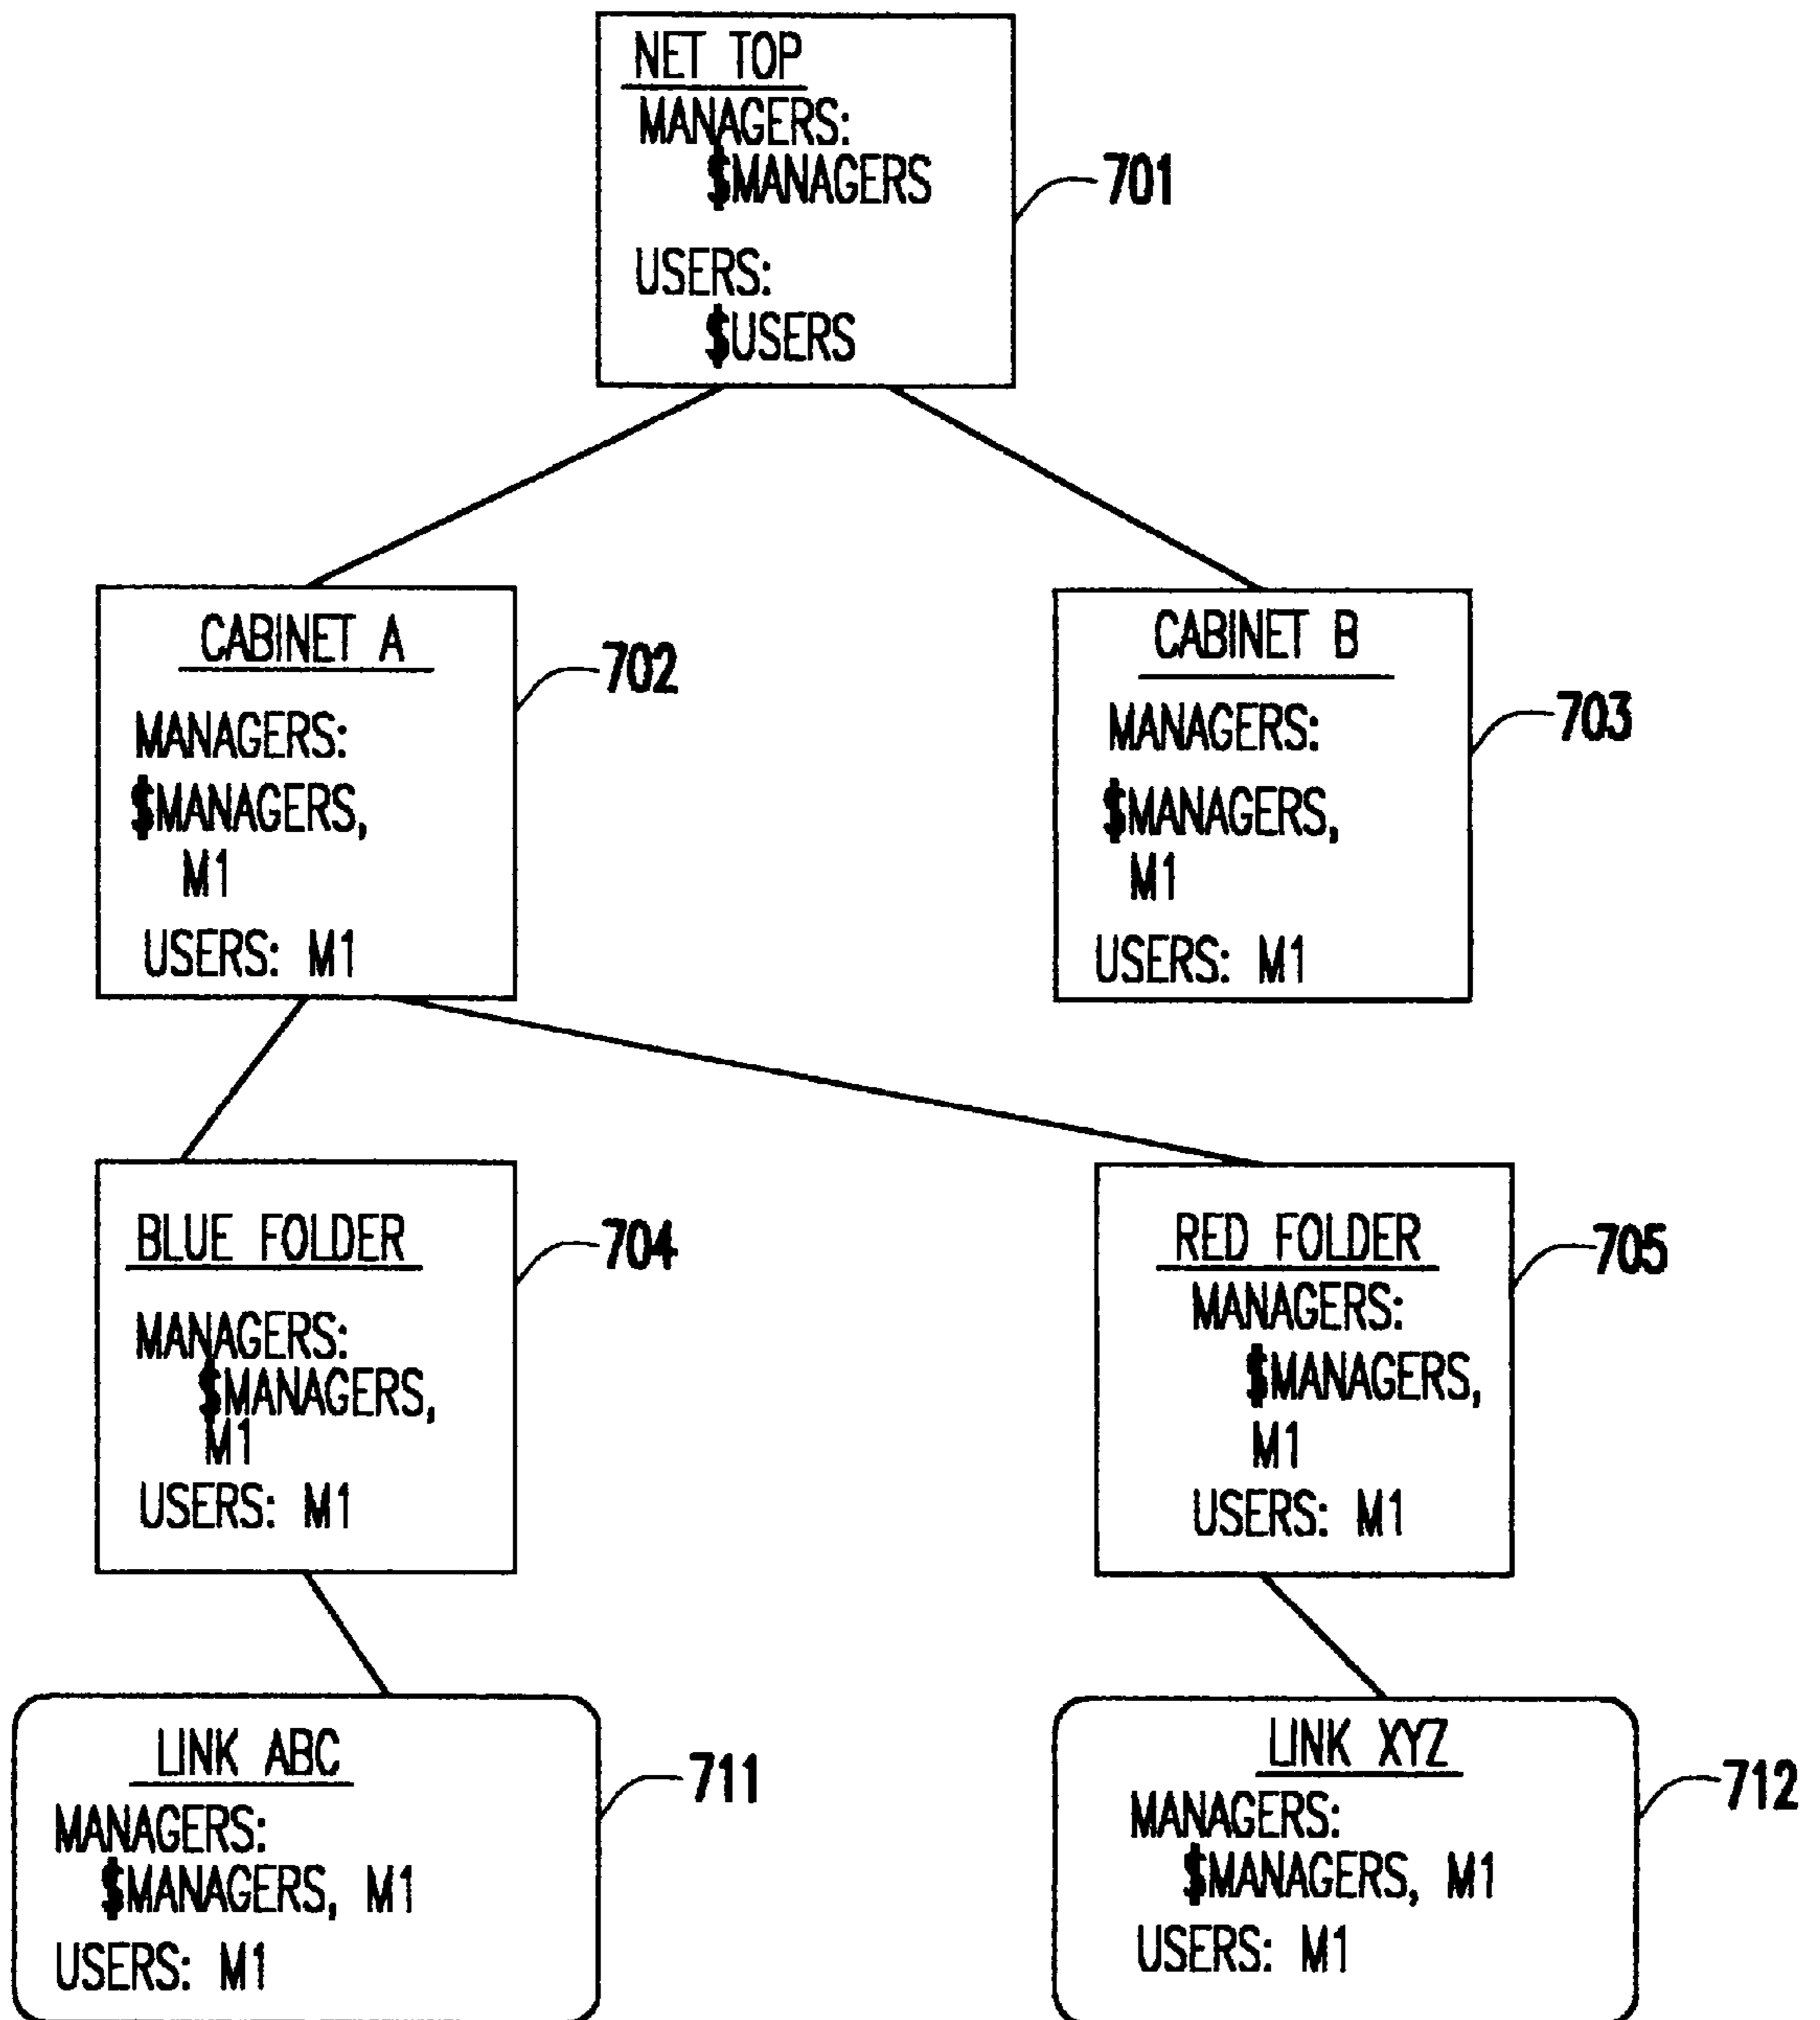 NET TOP
MANAGERS:
$MANAGERS
USERS:
$USERS
701
CABINET A
MANAGERS:
$MANAGERS,
M1
USERS: M1
702
CABINET B
MANAGERS:
$MANAGERS,
M1
USERS: M1
703
BLUE FOLDER
MANAGERS:
$MANAGERS,
M1
USERS: M1
704
RED FOLDER
MANAGERS:
$MANAGERS,
M1
USERS: M1
705
LINK ABC
MANAGERS:
$MANAGERS, M1
USERS: M1
711
LINK XYZ
MANAGERS:
$MANAGERS, M1
USERS: M1
712